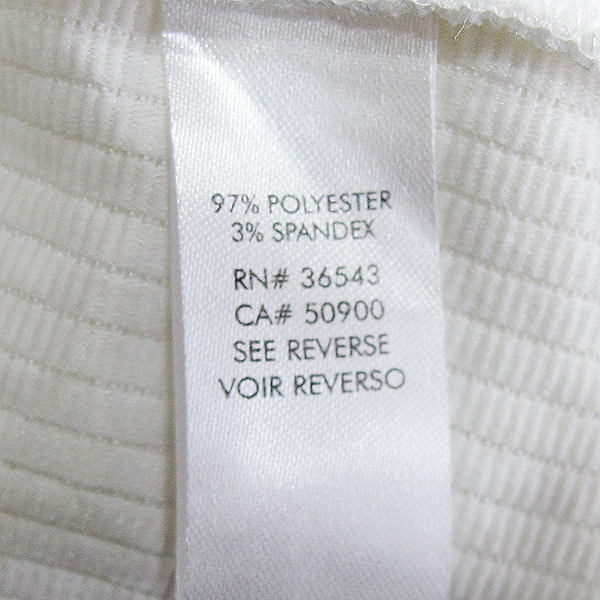 97% POLYESTER
3% SPANDEX
RN# 36543
CA# 50900
SEE REVERSE
VOIR REVERSO